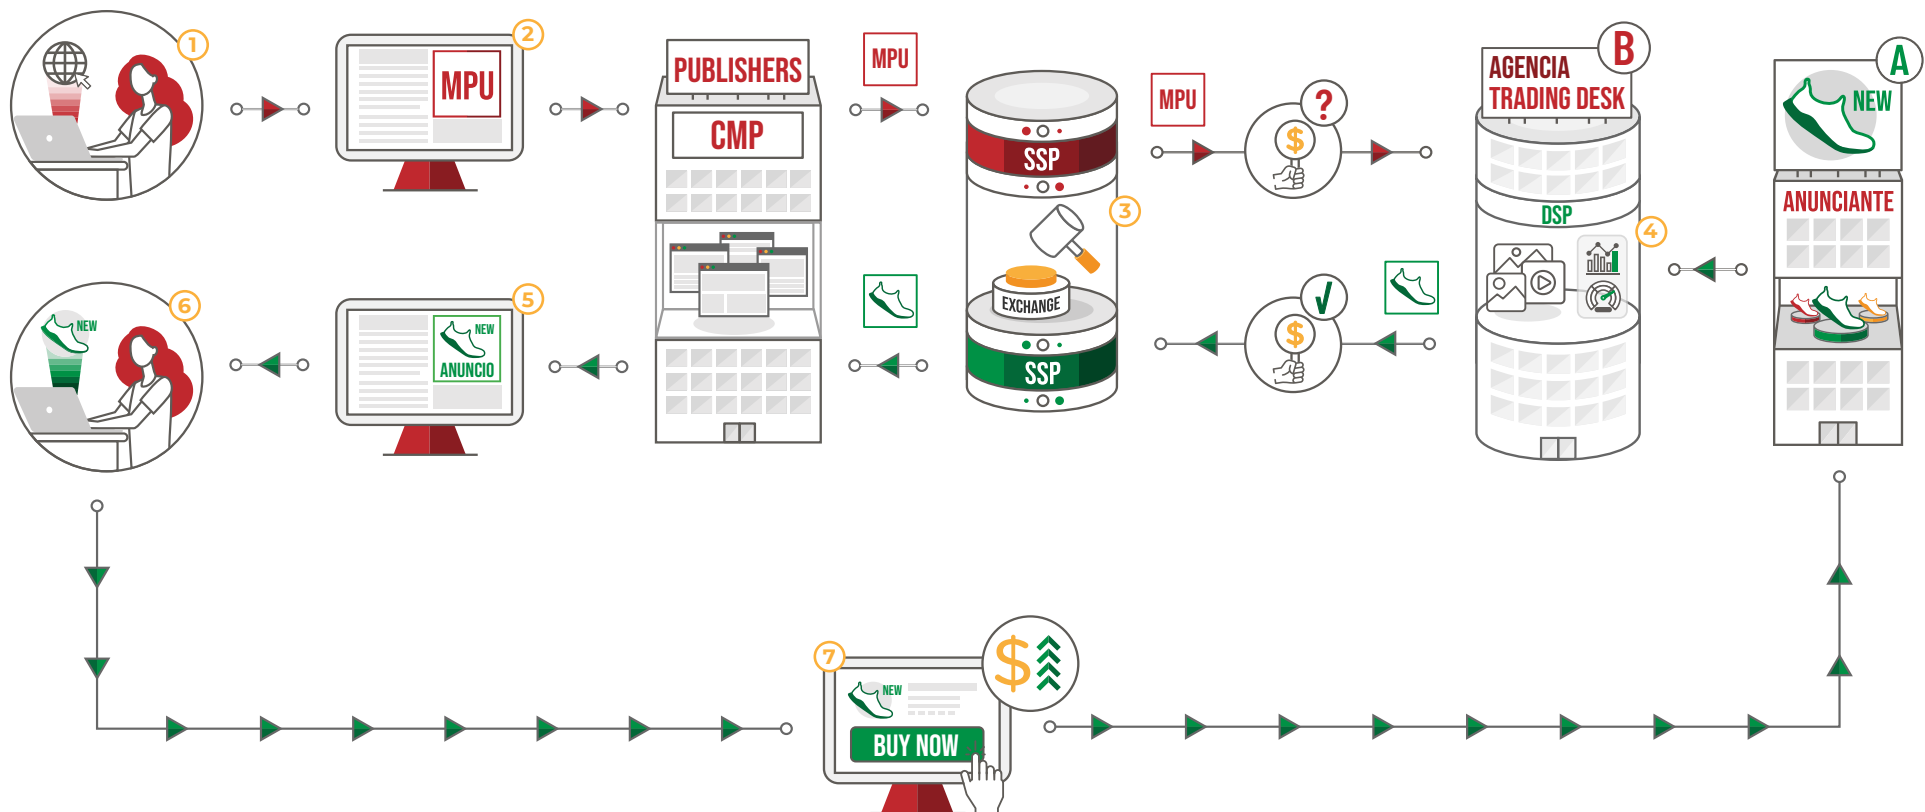 1
2
MPU
PUBLISHERS
CMP
MPU
SSP
3
EXCHANGE
SSP
MPU
$
?
AGENCIA
TRADING DESK
B
DSP
4
A
NEW
ANUNCIANTE
6
NEW
5
NEW
ANUNCIO
$
7
NEW
BUY NOW
$